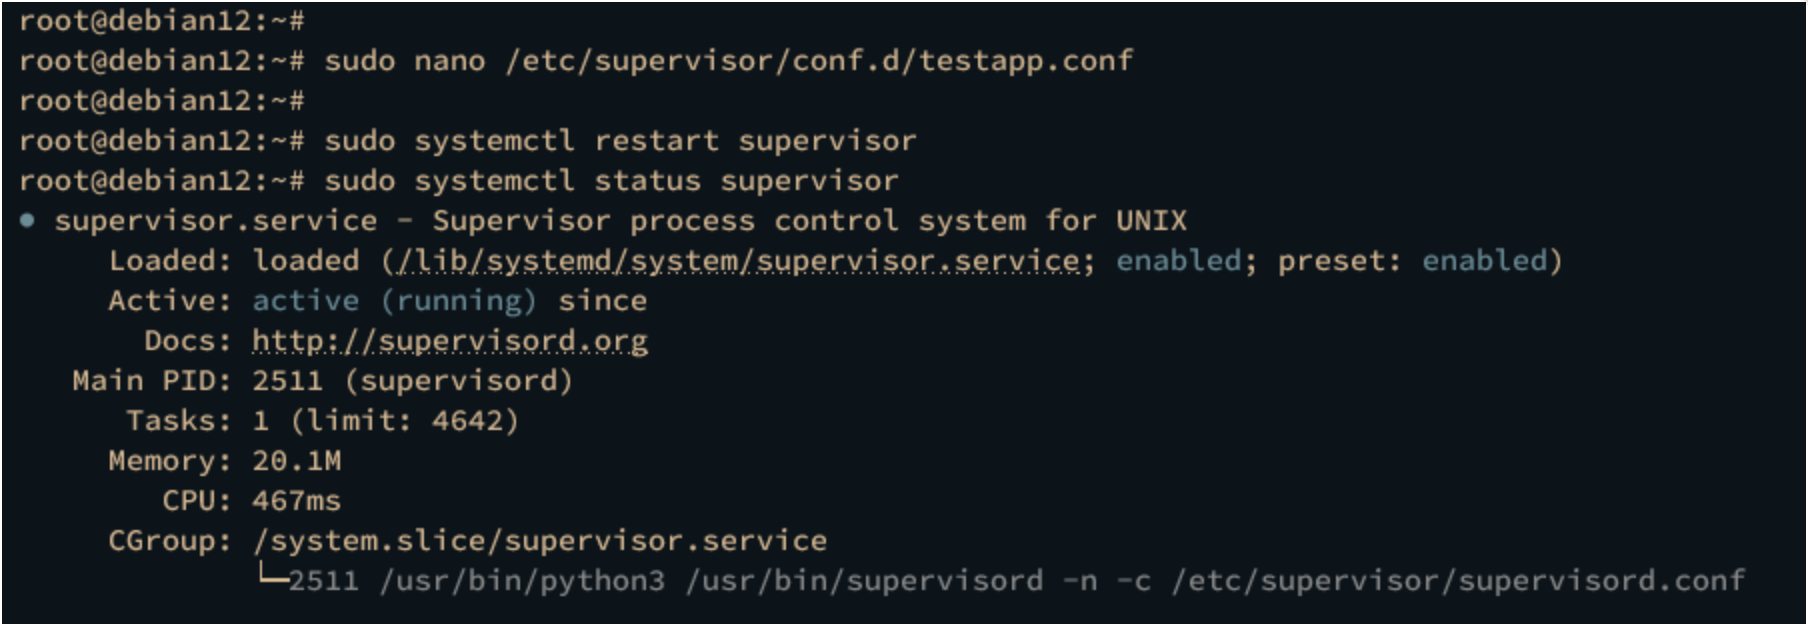 root@debian12:~#
root@debian12:~# sudo nano /etc/supervisor/conf.d/testapp.conf
root@debian12:~#
root@debian12:~# sudo systemctl restart supervisor
root@debian12:~# sudo systemctl status supervisor
● supervisor.service - Supervisor process control system for UNIX
     Loaded: loaded (/lib/systemd/system/supervisor.service; enabled; preset: enabled)
     Active: active (running) since
       Docs: http://supervisord.org
   Main PID: 2511 (supervisord)
      Tasks: 1 (limit: 4642)
     Memory: 20.1M
        CPU: 467ms
     CGroup: /system.slice/supervisor.service
             └─2511 /usr/bin/python3 /usr/bin/supervisord -n -c /etc/supervisor/supervisord.conf